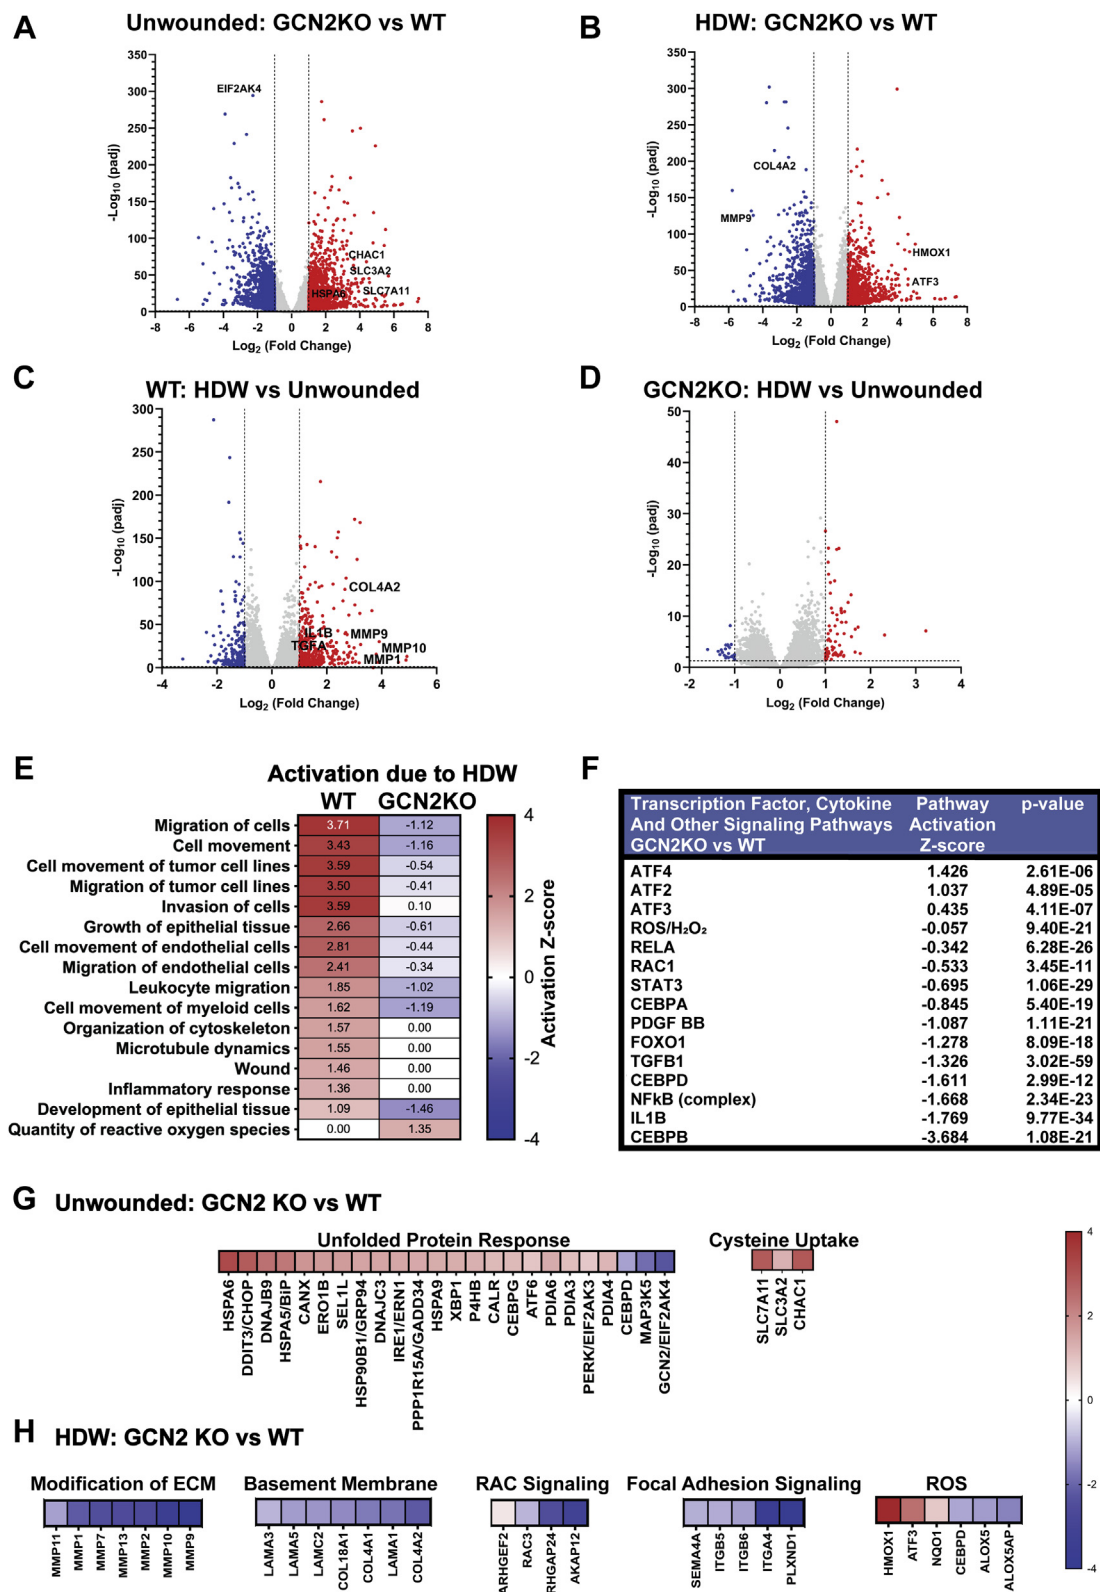 A
Unwounded: GCN2KO vs WT
350
300
250
200
150
100
50
0
-Log10 (padj)
EIF2AK4
CHAC1
SLC3A2
HSPA6
SLC7A11
-8 -6 -4 -2 0 2 4 6 8
Log2 (Fold Change)
B
HDW: GCN2KO vs WT
350
300
250
200
150
100
50
0
-Log10 (padj)
COL4A2
MMP9
HMOX1
ATF3
-8 -6 -4 -2 0 2 4 6 8
Log2 (Fold Change)
C
WT: HDW vs Unwounded
300
250
200
150
100
50
0
-Log10 (padj)
COL4A2
IL1B
MMP9
TGFA
MMP10
MMP1
-4 -2 0 2 4 6
Log2 (Fold Change)
D
GCN2KO: HDW vs Unwounded
50
40
30
20
10
0
-Log10 (padj)
-2 -1 0 1 2 3 4
Log2 (Fold Change)
E
Activation due to HDW
WT GCN2KO
Migration of cells 3.71 -1.12
Cell movement 3.43 -1.16
Cell movement of tumor cell lines 3.59 -0.54
Migration of tumor cell lines 3.50 -0.41
Invasion of cells 3.59 0.10
Growth of epithelial tissue 2.66 -0.61
Cell movement of endothelial cells 2.81 -0.44
Migration of endothelial cells 2.41 -0.34
Leukocyte migration 1.85 -1.02
Cell movement of myeloid cells 1.62 -1.19
Organization of cytoskeleton 1.57 0.00
Microtubule dynamics 1.55 0.00
Wound 1.46 0.00
Inflammatory response 1.36 0.00
Development of epithelial tissue 1.09 -1.46
Quantity of reactive oxygen species 0.00 1.35
4
2
0
-2
-4
Activation Z-score
F
Transcription Factor, Cytokine Pathway p-value
And Other Signaling Pathways Activation
GCN2KO vs WT Z-score
ATF4 1.426 2.61E-06
ATF2 1.037 4.89E-05
ATF3 0.435 4.11E-07
ROS/H₂O₂ -0.057 9.40E-21
RELA -0.342 6.28E-26
RAC1 -0.533 3.45E-11
STAT3 -0.695 1.06E-29
CEBPA -0.845 5.40E-19
PDGF BB -1.087 1.11E-21
FOXO1 -1.278 8.09E-18
TGFB1 -1.326 3.02E-59
CEBPD -1.611 2.99E-12
NFkB (complex) -1.668 2.34E-23
IL1B -1.769 9.77E-34
CEBPB -3.684 1.08E-21
G Unwounded: GCN2 KO vs WT
Unfolded Protein Response
HSPA6
DDIT3/CHOP
DNAJB9
HSPA5/BiP
CANX
ERO1B
SEL1L
HSP90B1/GRP94
DNAJC3
IRE1/ERN1
PPP1R15A/GADD34
HSPA9
XBP1
P4HB
CALR
CEBPG
ATF6
PDIA6
PDIA3
PERK/EIF2AK3
PDIA4
CEBPD
MAP3K5
GCN2/EIF2AK4
Cysteine Uptake
SLC7A11
SLC3A2
CHAC1
4
2
0
-2
-4
H HDW: GCN2 KO vs WT
Modification of ECM
MMP11
MMP1
MMP7
MMP13
MMP2
MMP10
MMP9
Basement Membrane
LAMA3
LAMA5
LAMC2
COL18A1
COL4A1
LAMA1
COL4A2
RAC Signaling
ARHGEF2
RAC3
RHGAP24
AKAP12
Focal Adhesion Signaling
SEMA4A
ITGB5
ITGB6
ITGA4
PLXND1
ROS
HMOX1
ATF3
NQO1
CEBPD
ALOX5
ALOX5AP